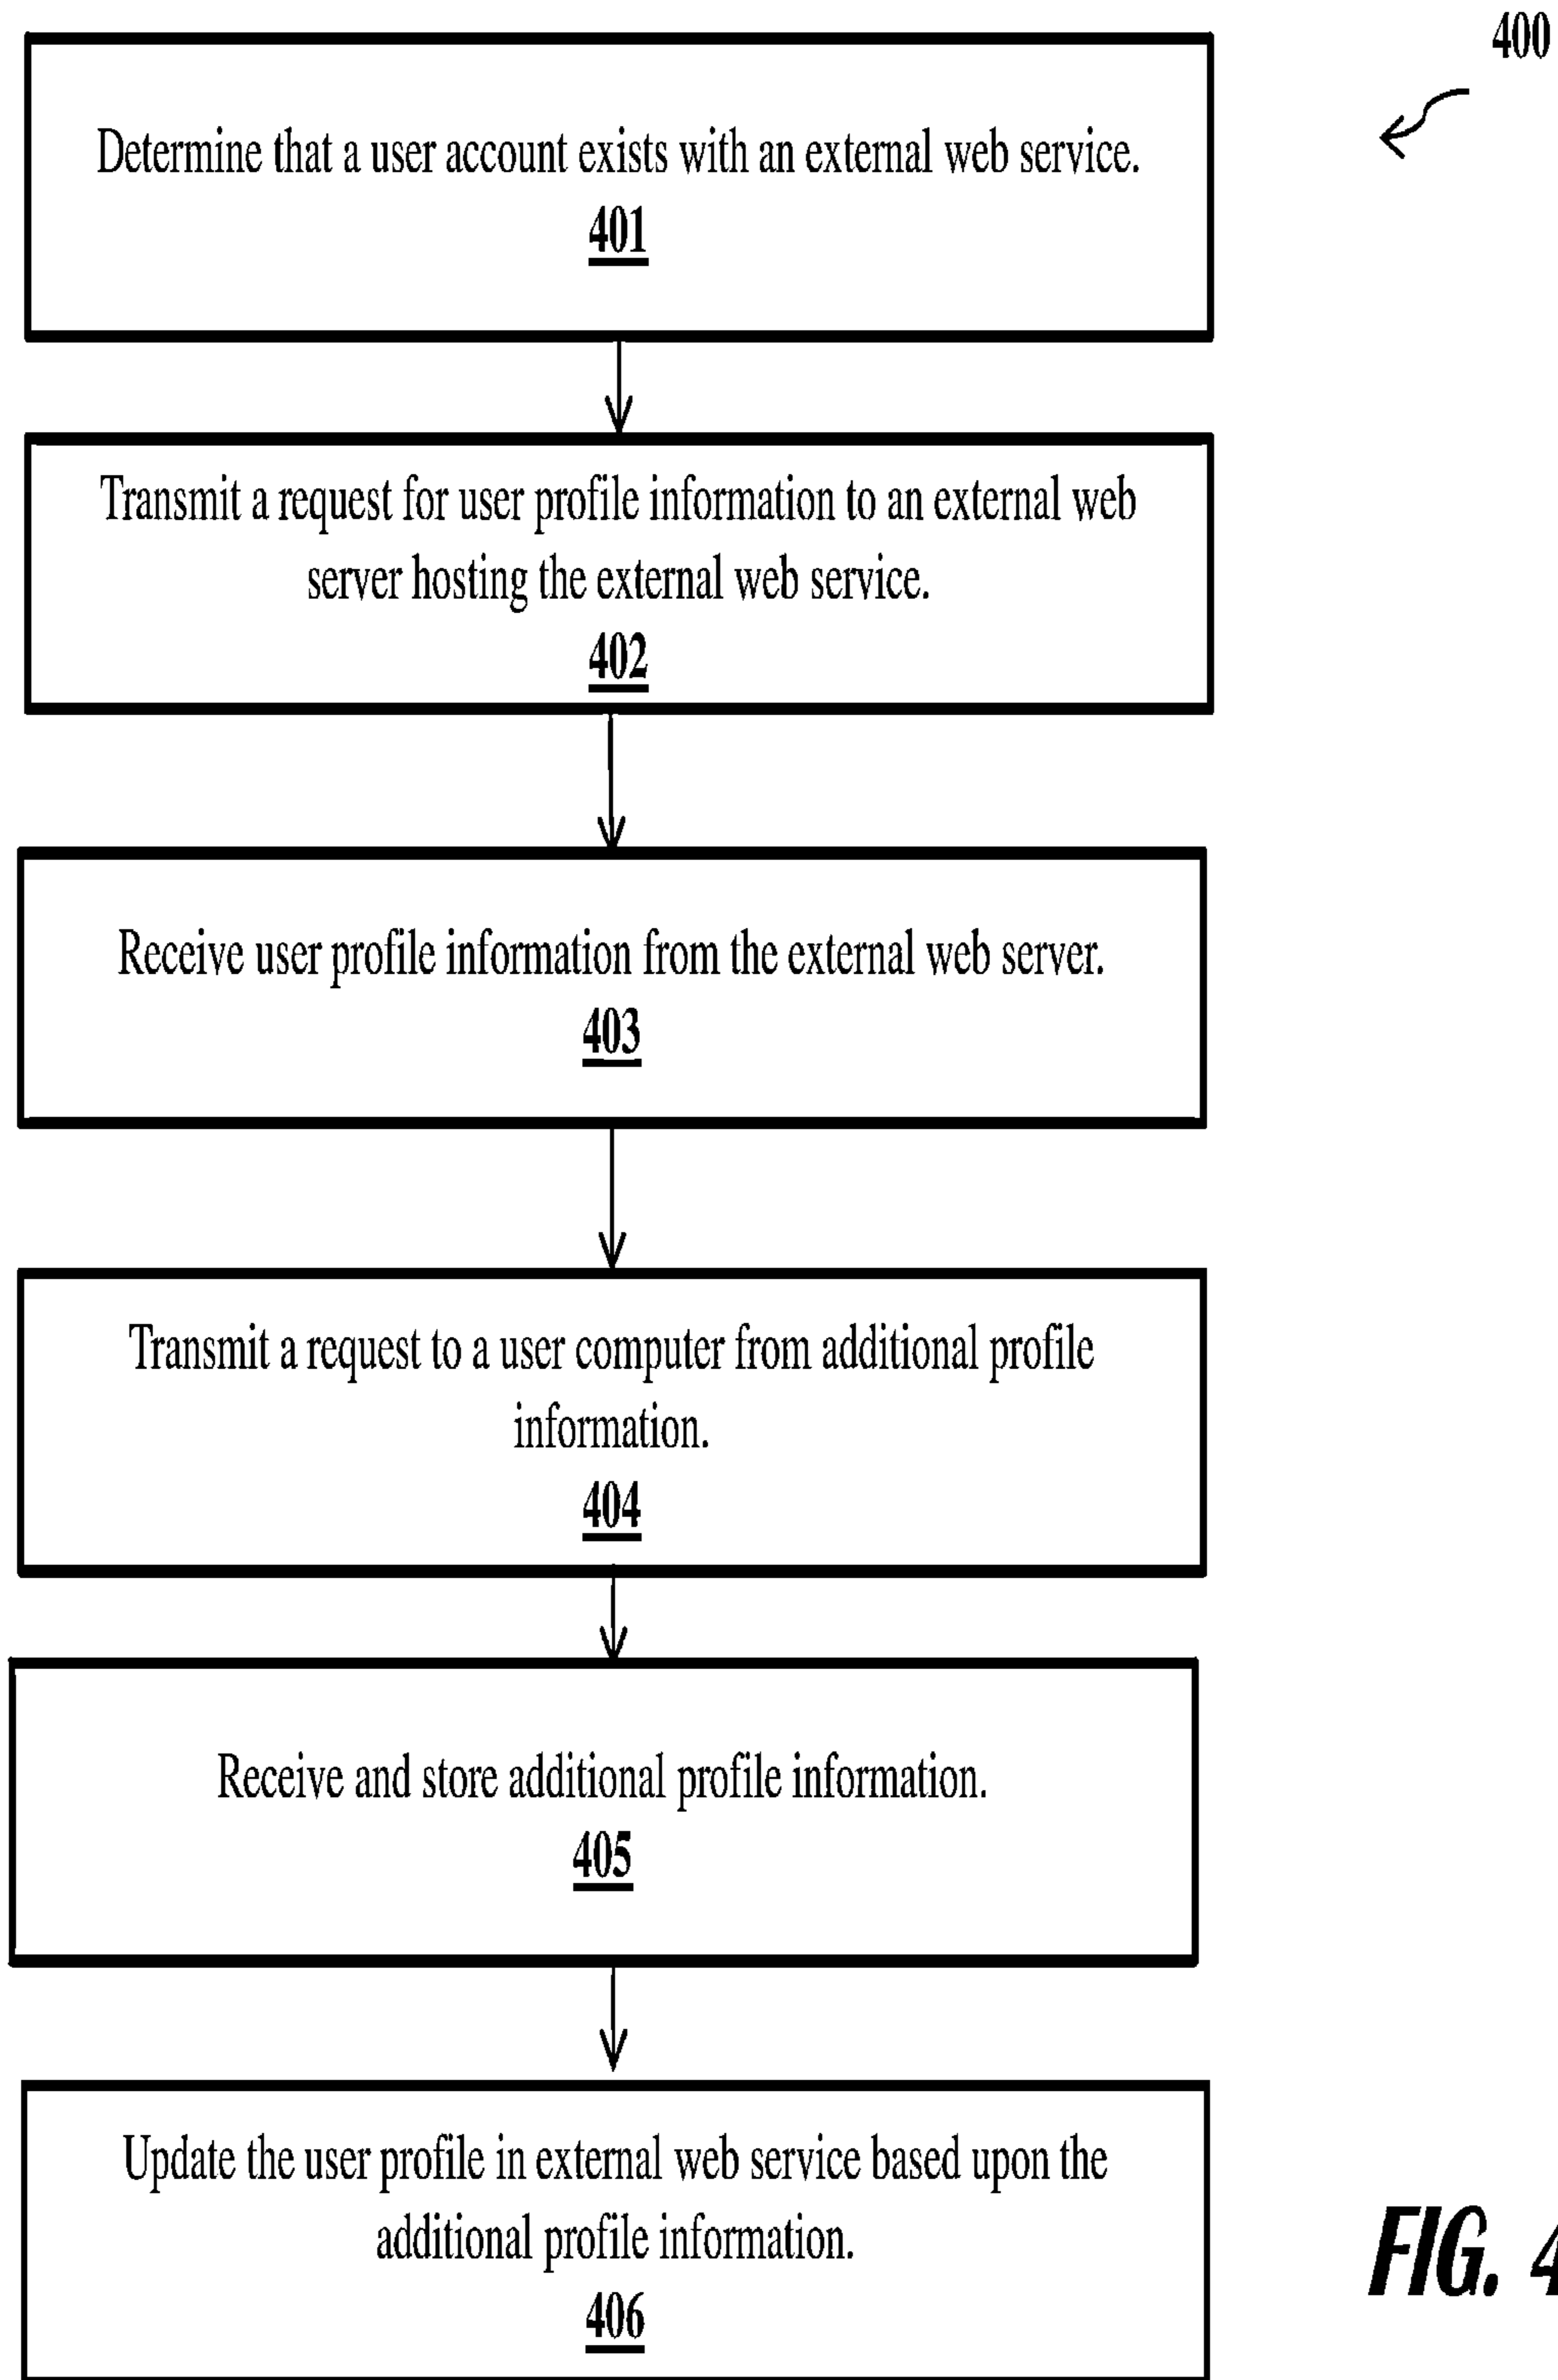 400
Determine that a user account exists with an external web service.
401
Transmit a request for user profile information to an external web
server hosting the external web service.
402
Receive user profile information from the external web server.
403
Transmit a request to a user computer from additional profile
information.
404
Receive and store additional profile information.
405
Update the user profile in external web service based upon the
additional profile information.
406
FIG. 4